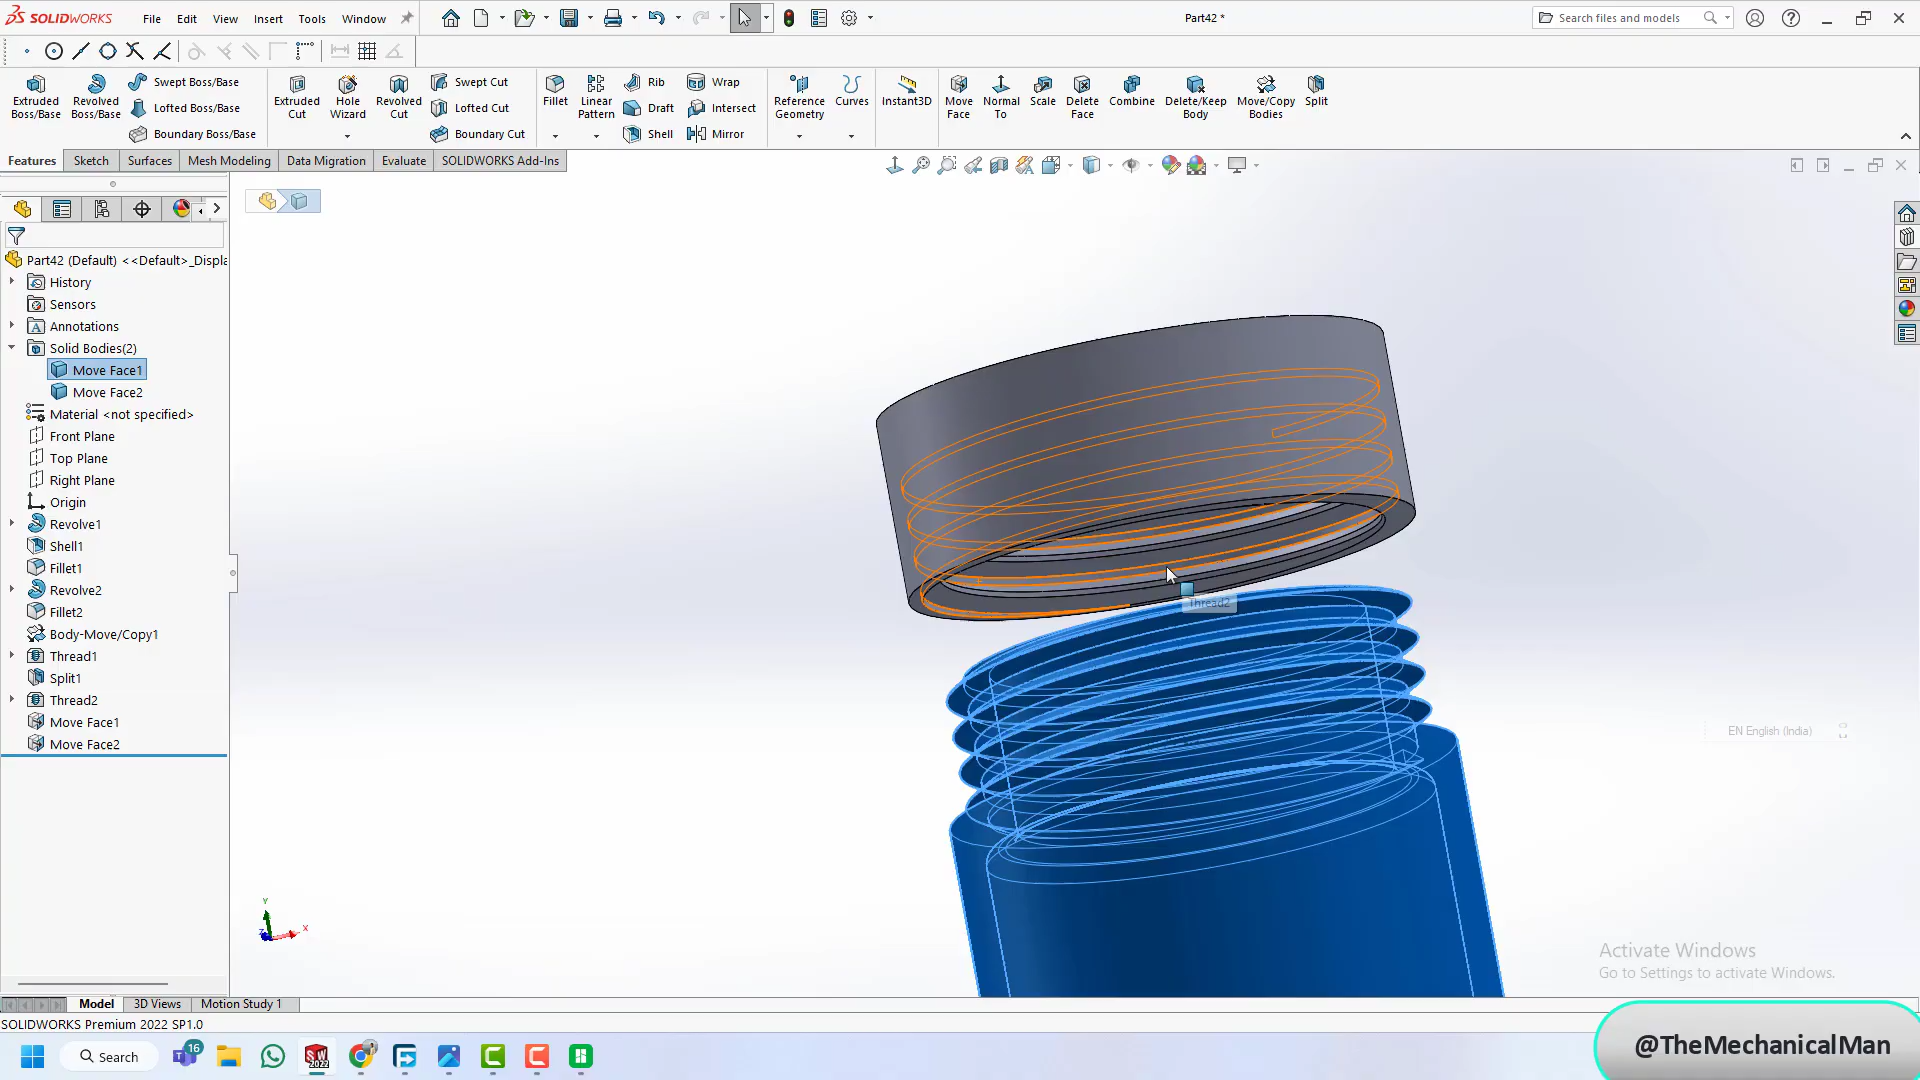 SOLIDWORKS
File
Edit
View
Insert
Tools
Window
Part42 *
Search files and models
Extruded Boss/Base
Revolved Boss/Base
Swept Boss/Base
Lofted Boss/Base
Boundary Boss/Base
Extruded Cut
Hole Wizard
Revolved Cut
Swept Cut
Lofted Cut
Boundary Cut
Fillet
Linear Pattern
Rib
Draft
Shell
Wrap
Intersect
Mirror
Reference Geometry
Curves
Instant3D
Move Face
Normal To
Scale
Delete Face
Combine
Delete/Keep Body
Move/Copy Bodies
Split
Features
Sketch
Surfaces
Mesh Modeling
Data Migration
Evaluate
SOLIDWORKS Add-Ins
Part42 (Default) <<Default>_Displa
History
Sensors
Annotations
Solid Bodies(2)
Move Face1
Move Face2
Material <not specified>
Front Plane
Top Plane
Right Plane
Origin
Revolve1
Shell1
Fillet1
Revolve2
Fillet2
Body-Move/Copy1
Thread1
Split1
Thread2
Move Face1
Move Face2
Thread2
EN English (India)
Y
X
Z
Activate Windows
Go to Settings to activate Windows.
Model
3D Views
Motion Study 1
SOLIDWORKS Premium 2022 SP1.0
Search
16
SW
2022
@TheMechanicalMan